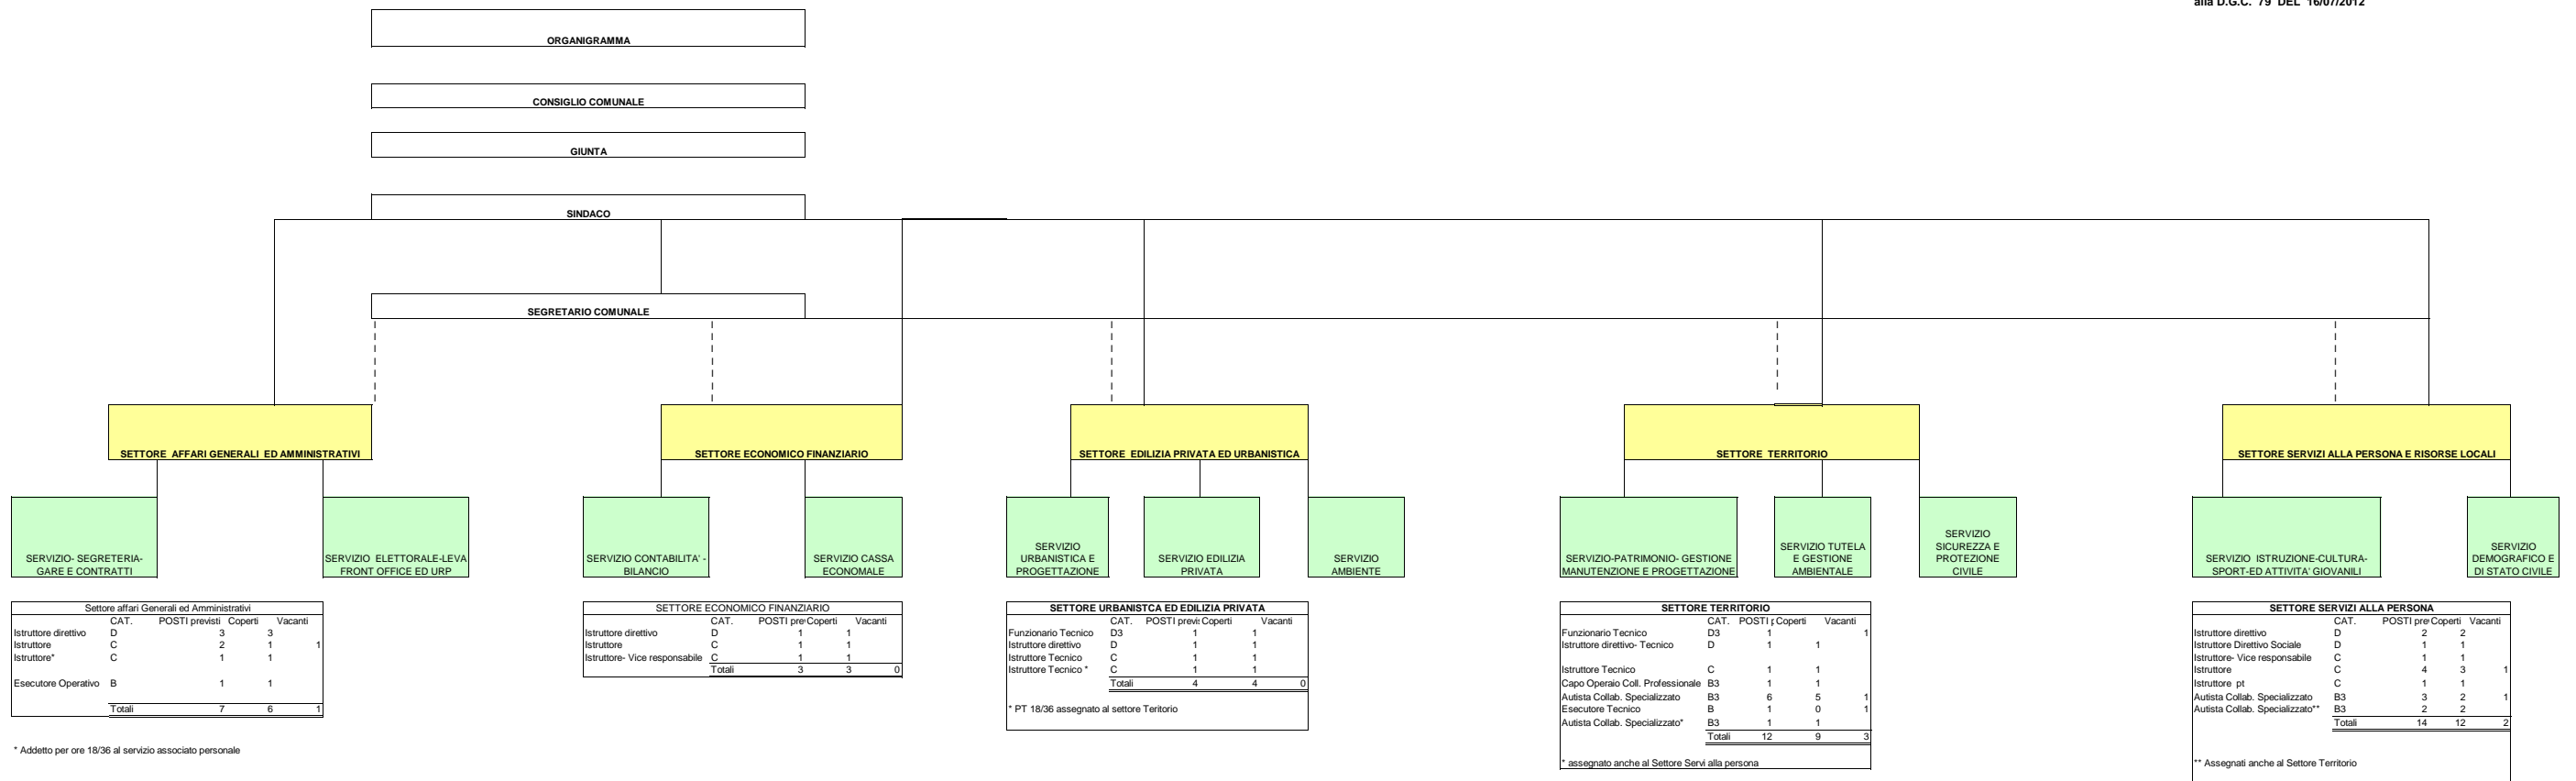 alla D.G.C. 79 DEL 16/07/2012
ORGANIGRAMMA
CONSIGLIO COMUNALE
GIUNTA
SINDACO
SEGRETARIO COMUNALE
SETTORE AFFARI GENERALI ED AMMINISTRATIVI
SETTORE ECONOMICO FINANZIARIO
SETTORE EDILIZIA PRIVATA ED URBANISTICA
SETTORE TERRITORIO
SETTORE SERVIZI ALLA PERSONA E RISORSE LOCALI
SERVIZIO- SEGRETERIA-
GARE E CONTRATTI
SERVIZIO ELETTORALE-LEVA
FRONT OFFICE ED URP
SERVIZIO CONTABILITA' -
BILANCIO
SERVIZIO CASSA
ECONOMALE
SERVIZIO
URBANISTICA E
PROGETTAZIONE
SERVIZIO EDILIZIA
PRIVATA
SERVIZIO
AMBIENTE
SERVIZIO-PATRIMONIO- GESTIONE
MANUTENZIONE E PROGETTAZIONE
SERVIZIO TUTELA
E GESTIONE
AMBIENTALE
SERVIZIO
SICUREZZA E
PROTEZIONE
CIVILE
SERVIZIO ISTRUZIONE-CULTURA-
SPORT-ED ATTIVITA' GIOVANILI
SERVIZIO
DEMOGRAFICO E
DI STATO CIVILE
Settore affari Generali ed Amministrativi
CAT. POSTI previsti Coperti Vacanti
Istruttore direttivo D 3 3
Istruttore C 2 1 1
Istruttore* C 1 1
Esecutore Operativo B 1 1
Totali 7 6 1
* Addetto per ore 18/36 al servizio associato personale
SETTORE ECONOMICO FINANZIARIO
CAT. POSTI pre Coperti Vacanti
Istruttore direttivo D 1 1
Istruttore C 1 1
Istruttore- Vice responsabile C 1 1
Totali 3 3 0
SETTORE URBANISTCA ED EDILIZIA PRIVATA
CAT. POSTI previ Coperti Vacanti
Funzionario Tecnico D3 1 1
Istruttore direttivo D 1 1
Istruttore Tecnico C 1 1
Istruttore Tecnico * C 1 1
Totali 4 4 0
* PT 18/36 assegnato al settore Teritorio
SETTORE TERRITORIO
CAT. POSTI p Coperti Vacanti
Funzionario Tecnico D3 1 1
Istruttore direttivo- Tecnico D 1 1
Istruttore Tecnico C 1 1
Capo Operaio Coll. Professionale B3 1 1
Autista Collab. Specializzato B3 6 5 1
Esecutore Tecnico B 1 0 1
Autista Collab. Specializzato* B3 1 1
Totali 12 9 3
* assegnato anche al Settore Servi alla persona
SETTORE SERVIZI ALLA PERSONA
CAT. POSTI pre Coperti Vacanti
Istruttore direttivo D 2 2
Istruttore Direttivo Sociale D 1 1
Istruttore- Vice responsabile C 1 1
Istruttore C 4 3 1
Istruttore pt C 1 1
Autista Collab. Specializzato B3 3 2 1
Autista Collab. Specializzato** B3 2 2
Totali 14 12 2
** Assegnati anche al Settore Territorio